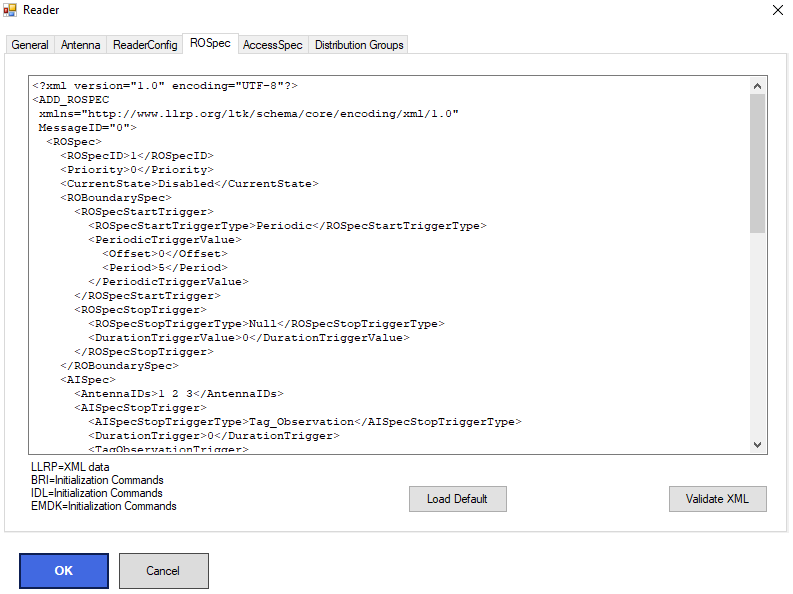 Reader
General Antenna ReaderConfig ROSpec AccessSpec Distribution Groups
<?xml version="1.0" encoding="UTF-8"?>
<ADD_ROSPEC
xmlns="http://www.llrp.org/ltk/schema/core/encoding/xml/1.0"
MessageID="0">
<ROSpec>
<ROSpecID>1</ROSpecID>
<Priority>0</Priority>
<CurrentState>Disabled</CurrentState>
<ROBoundarySpec>
<ROSpecStartTrigger>
<ROSpecStartTriggerType>Periodic</ROSpecStartTriggerType>
<PeriodicTriggerValue>
<Offset>0</Offset>
<Period>5</Period>
</PeriodicTriggerValue>
</ROSpecStartTrigger>
<ROSpecStopTrigger>
<ROSpecStopTriggerType>Null</ROSpecStopTriggerType>
<DurationTriggerValue>0</DurationTriggerValue>
</ROSpecStopTrigger>
</ROBoundarySpec>
<AISpec>
<AntennaIDs>1 2 3</AntennaIDs>
<AISpecStopTrigger>
<AISpecStopTriggerType>Tag_Observation</AISpecStopTriggerType>
<DurationTrigger>0</DurationTrigger>
<TagObservationTrigger>
LLRP=XML data
BRI=Initialization Commands
IDL=Initialization Commands
EMDK=Initialization Commands
Load Default
Validate XML
OK
Cancel